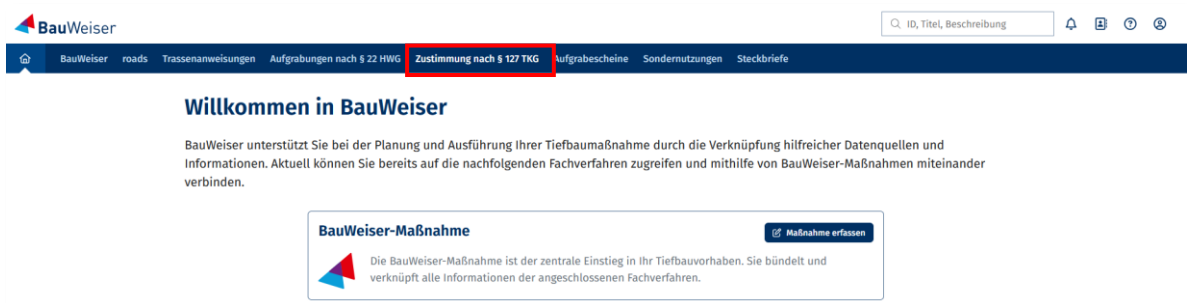 BauWeiser
ID, Titel, Beschreibung
BauWeiser roads Trassenanweisungen Aufgrabungen nach § 22 HWG Zustimmung nach § 127 TKG Aufgrabescheine Sondernutzungen Steckbriefe
Willkommen in BauWeiser
BauWeiser unterstützt Sie bei der Planung und Ausführung Ihrer Tiefbaumaßnahme durch die Verknüpfung hilfreicher Datenquellen und
Informationen. Aktuell können Sie bereits auf die nachfolgenden Fachverfahren zugreifen und mithilfe von BauWeiser-Maßnahmen miteinander
verbinden.
BauWeiser-Maßnahme
Maßnahme erfassen
Die BauWeiser-Maßnahme ist der zentrale Einstieg in Ihr Tiefbauvorhaben. Sie bündelt und
verknüpft alle Informationen der angeschlossenen Fachverfahren.